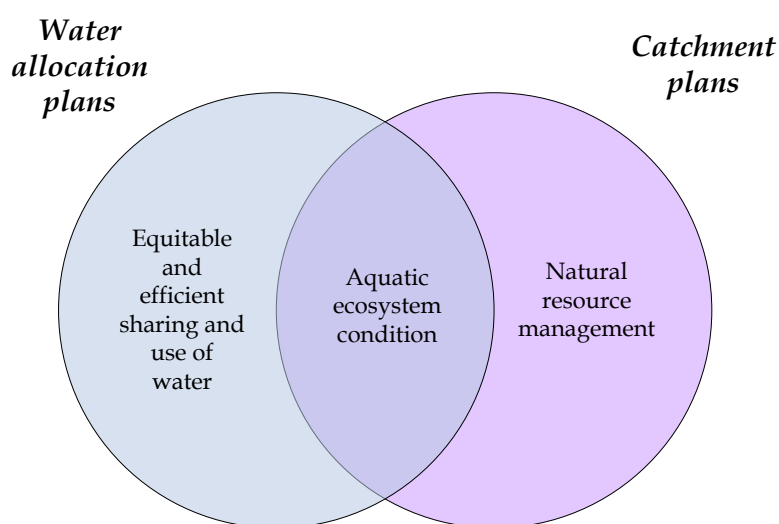 Water
allocation
plans
Catchment
plans
Equitable
and
efficient
sharing and
use of
water
Aquatic
ecosystem
condition
Natural
resource
management